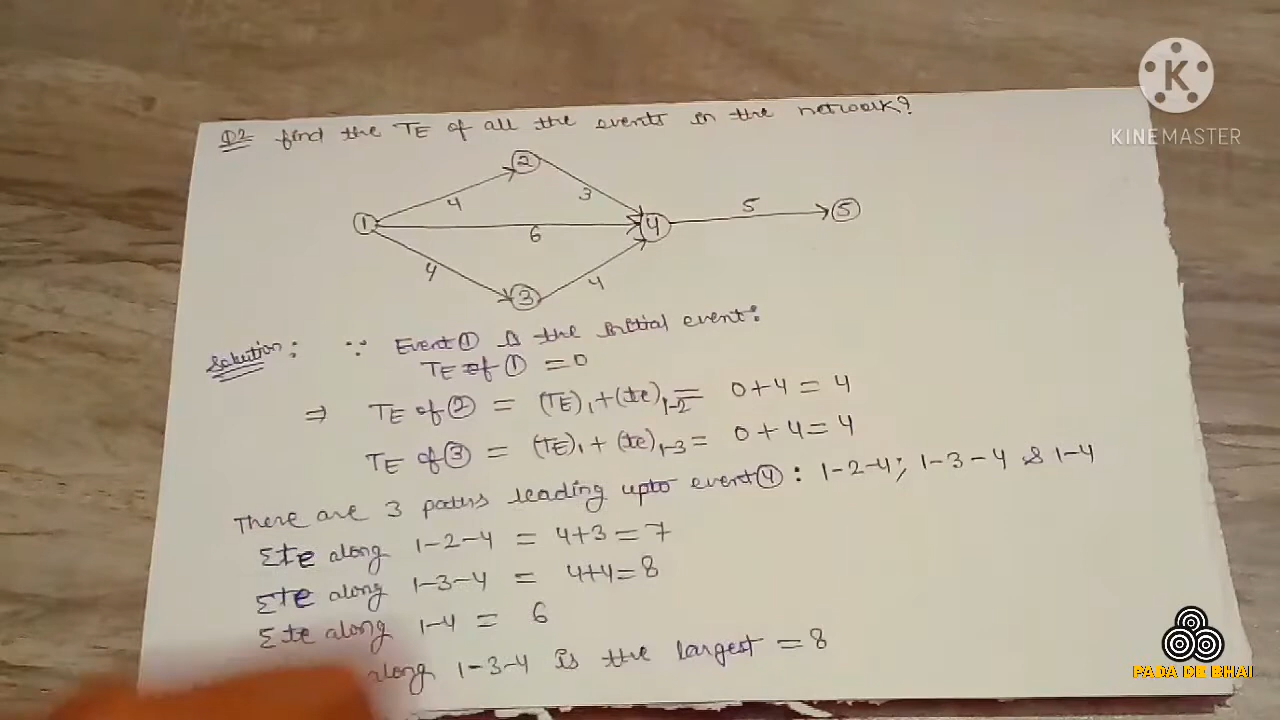 Q2 find the TE of all the events in the network?
2
4
3
1
6
4
5
5
4
4
3
Solution: ∵ Event ① is the initial event:
TE of ① = 0
⇒ TE of ② = (TE)1 + (te)1-2 = 0+4 = 4
TE of ③ = (TE)1 + (te)1-3 = 0+4 = 4
There are 3 paths leading upto event ④ : 1-2-4; 1-3-4 & 1-4
Σte along 1-2-4 = 4+3 = 7
Σte along 1-3-4 = 4+4 = 8
Σte along 1-4 = 6
along 1-3-4 is the largest = 8
K
KINEMASTER
PADA DE BHAI